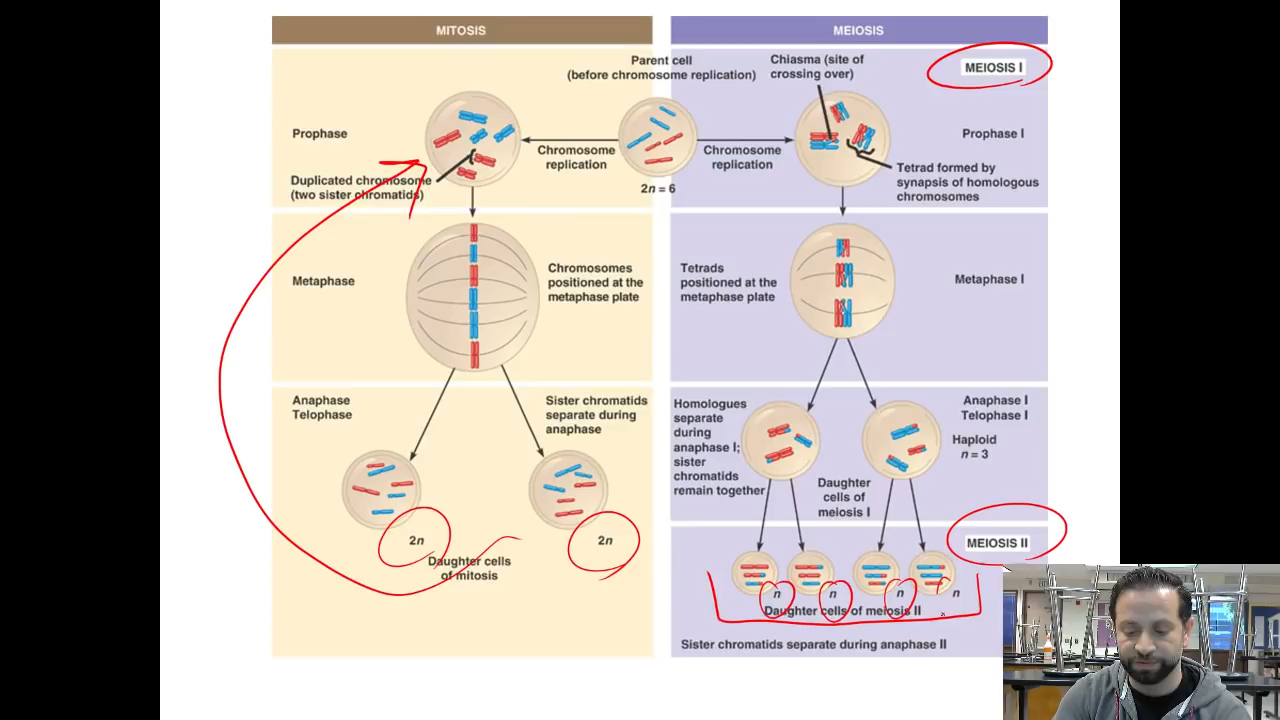 MITOSIS
MEIOSIS
Parent cell
(before chromosome replication)
Chiasma (site of
crossing over)
MEIOSIS I
Prophase
Chromosome
replication
Chromosome
replication
Prophase I
Duplicated chromosome
(two sister chromatids)
2n = 6
Tetrad formed by
synapsis of homologous
chromosomes
Metaphase
Chromosomes
positioned at the
metaphase plate
Tetrads
positioned at the
metaphase plate
Metaphase I
Anaphase
Telophase
Sister chromatids
separate during
anaphase
Homologues
separate
during
anaphase I;
sister
chromatids
remain together
Anaphase I
Telophase I
Haploid
n = 3
Daughter
cells of
meiosis I
2n
2n
Daughter cells
of mitosis
MEIOSIS II
n
n
n
n
Daughter cells of meiosis II
Sister chromatids separate during anaphase II